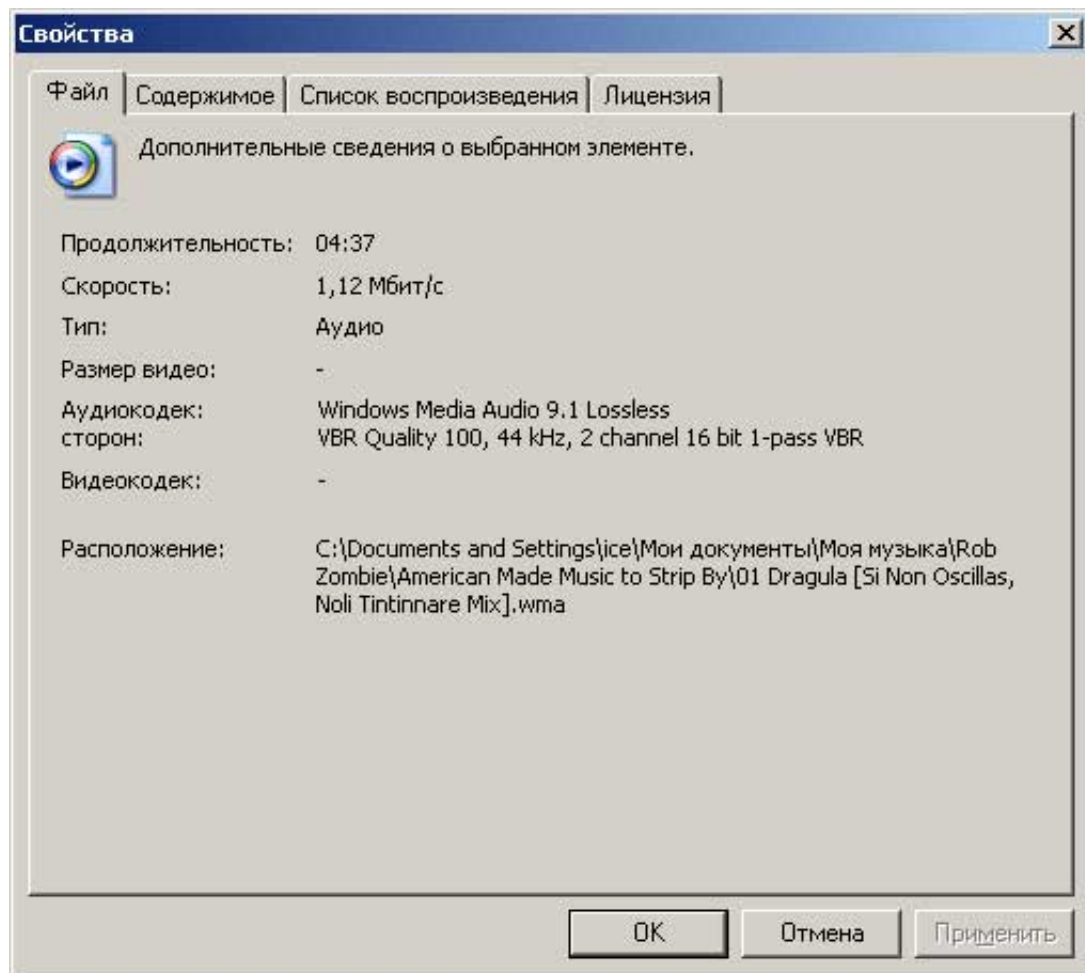 Свойства
Файл Содержимое Список воспроизведения Лицензия
Дополнительные сведения о выбранном элементе.
Продолжительность: 04:37
Скорость: 1,12 Мбит/с
Тип: Аудио
Размер видео: -
Аудиокодек: Windows Media Audio 9.1 Lossless
сторон: VBR Quality 100, 44 kHz, 2 channel 16 bit 1-pass VBR
Видеокодек: -
Расположение: C:\Documents and Settings\ice\Мои документы\Моя музыка\Rob
Zombie\American Made Music to Strip By\01 Dragula [Si Non Oscillas,
Noli Tintinnare Mix].wma
OK Отмена Применить